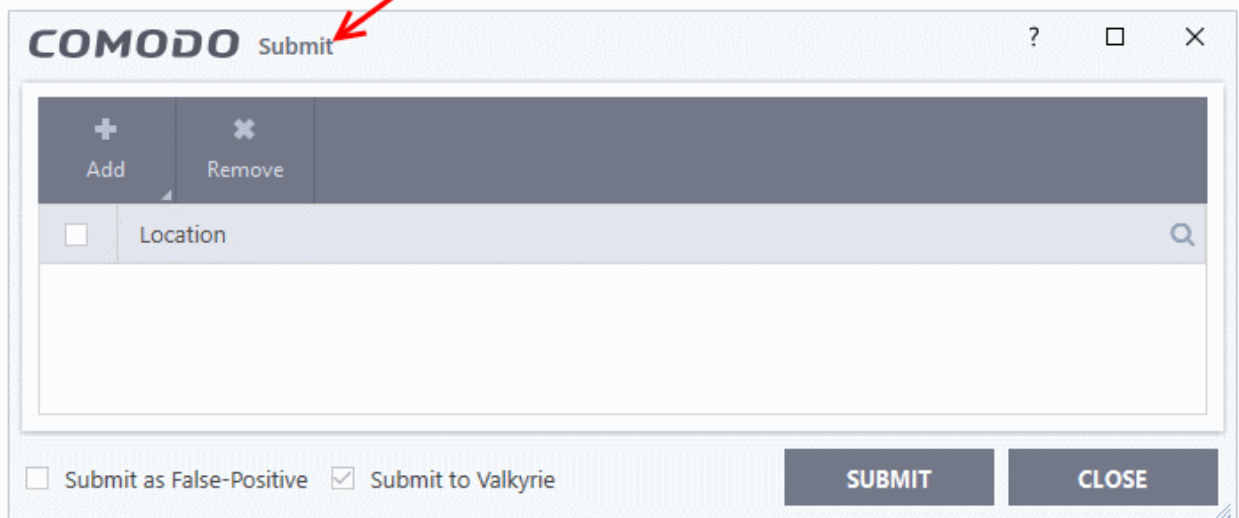 COMODO Submit ?
Add Remove
Location
Submit as False-Positive Submit to Valkyrie SUBMIT CLOSE